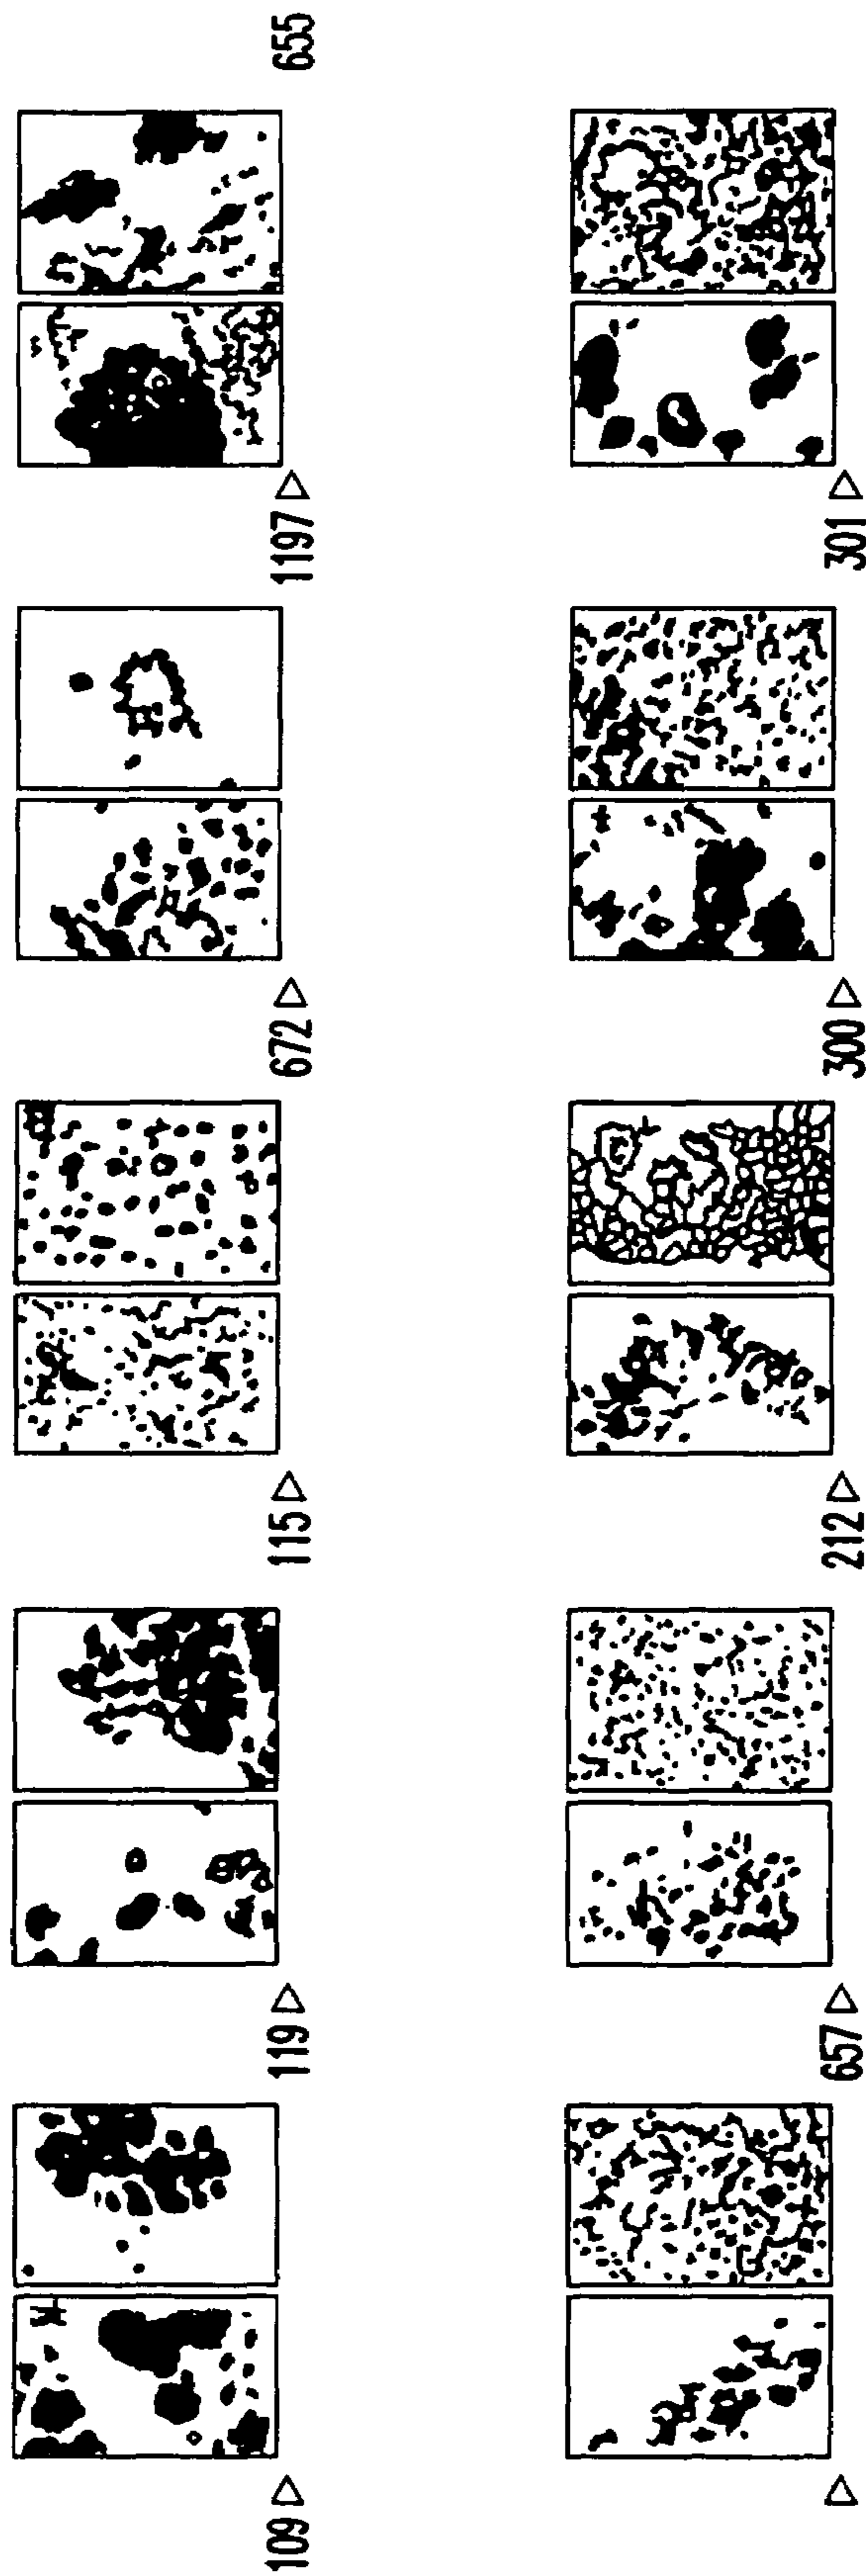 109 △ 119 △ 115 △ 672 △ 1197 △ 655
△ 657 △ 212 △ 300 △ 301 △